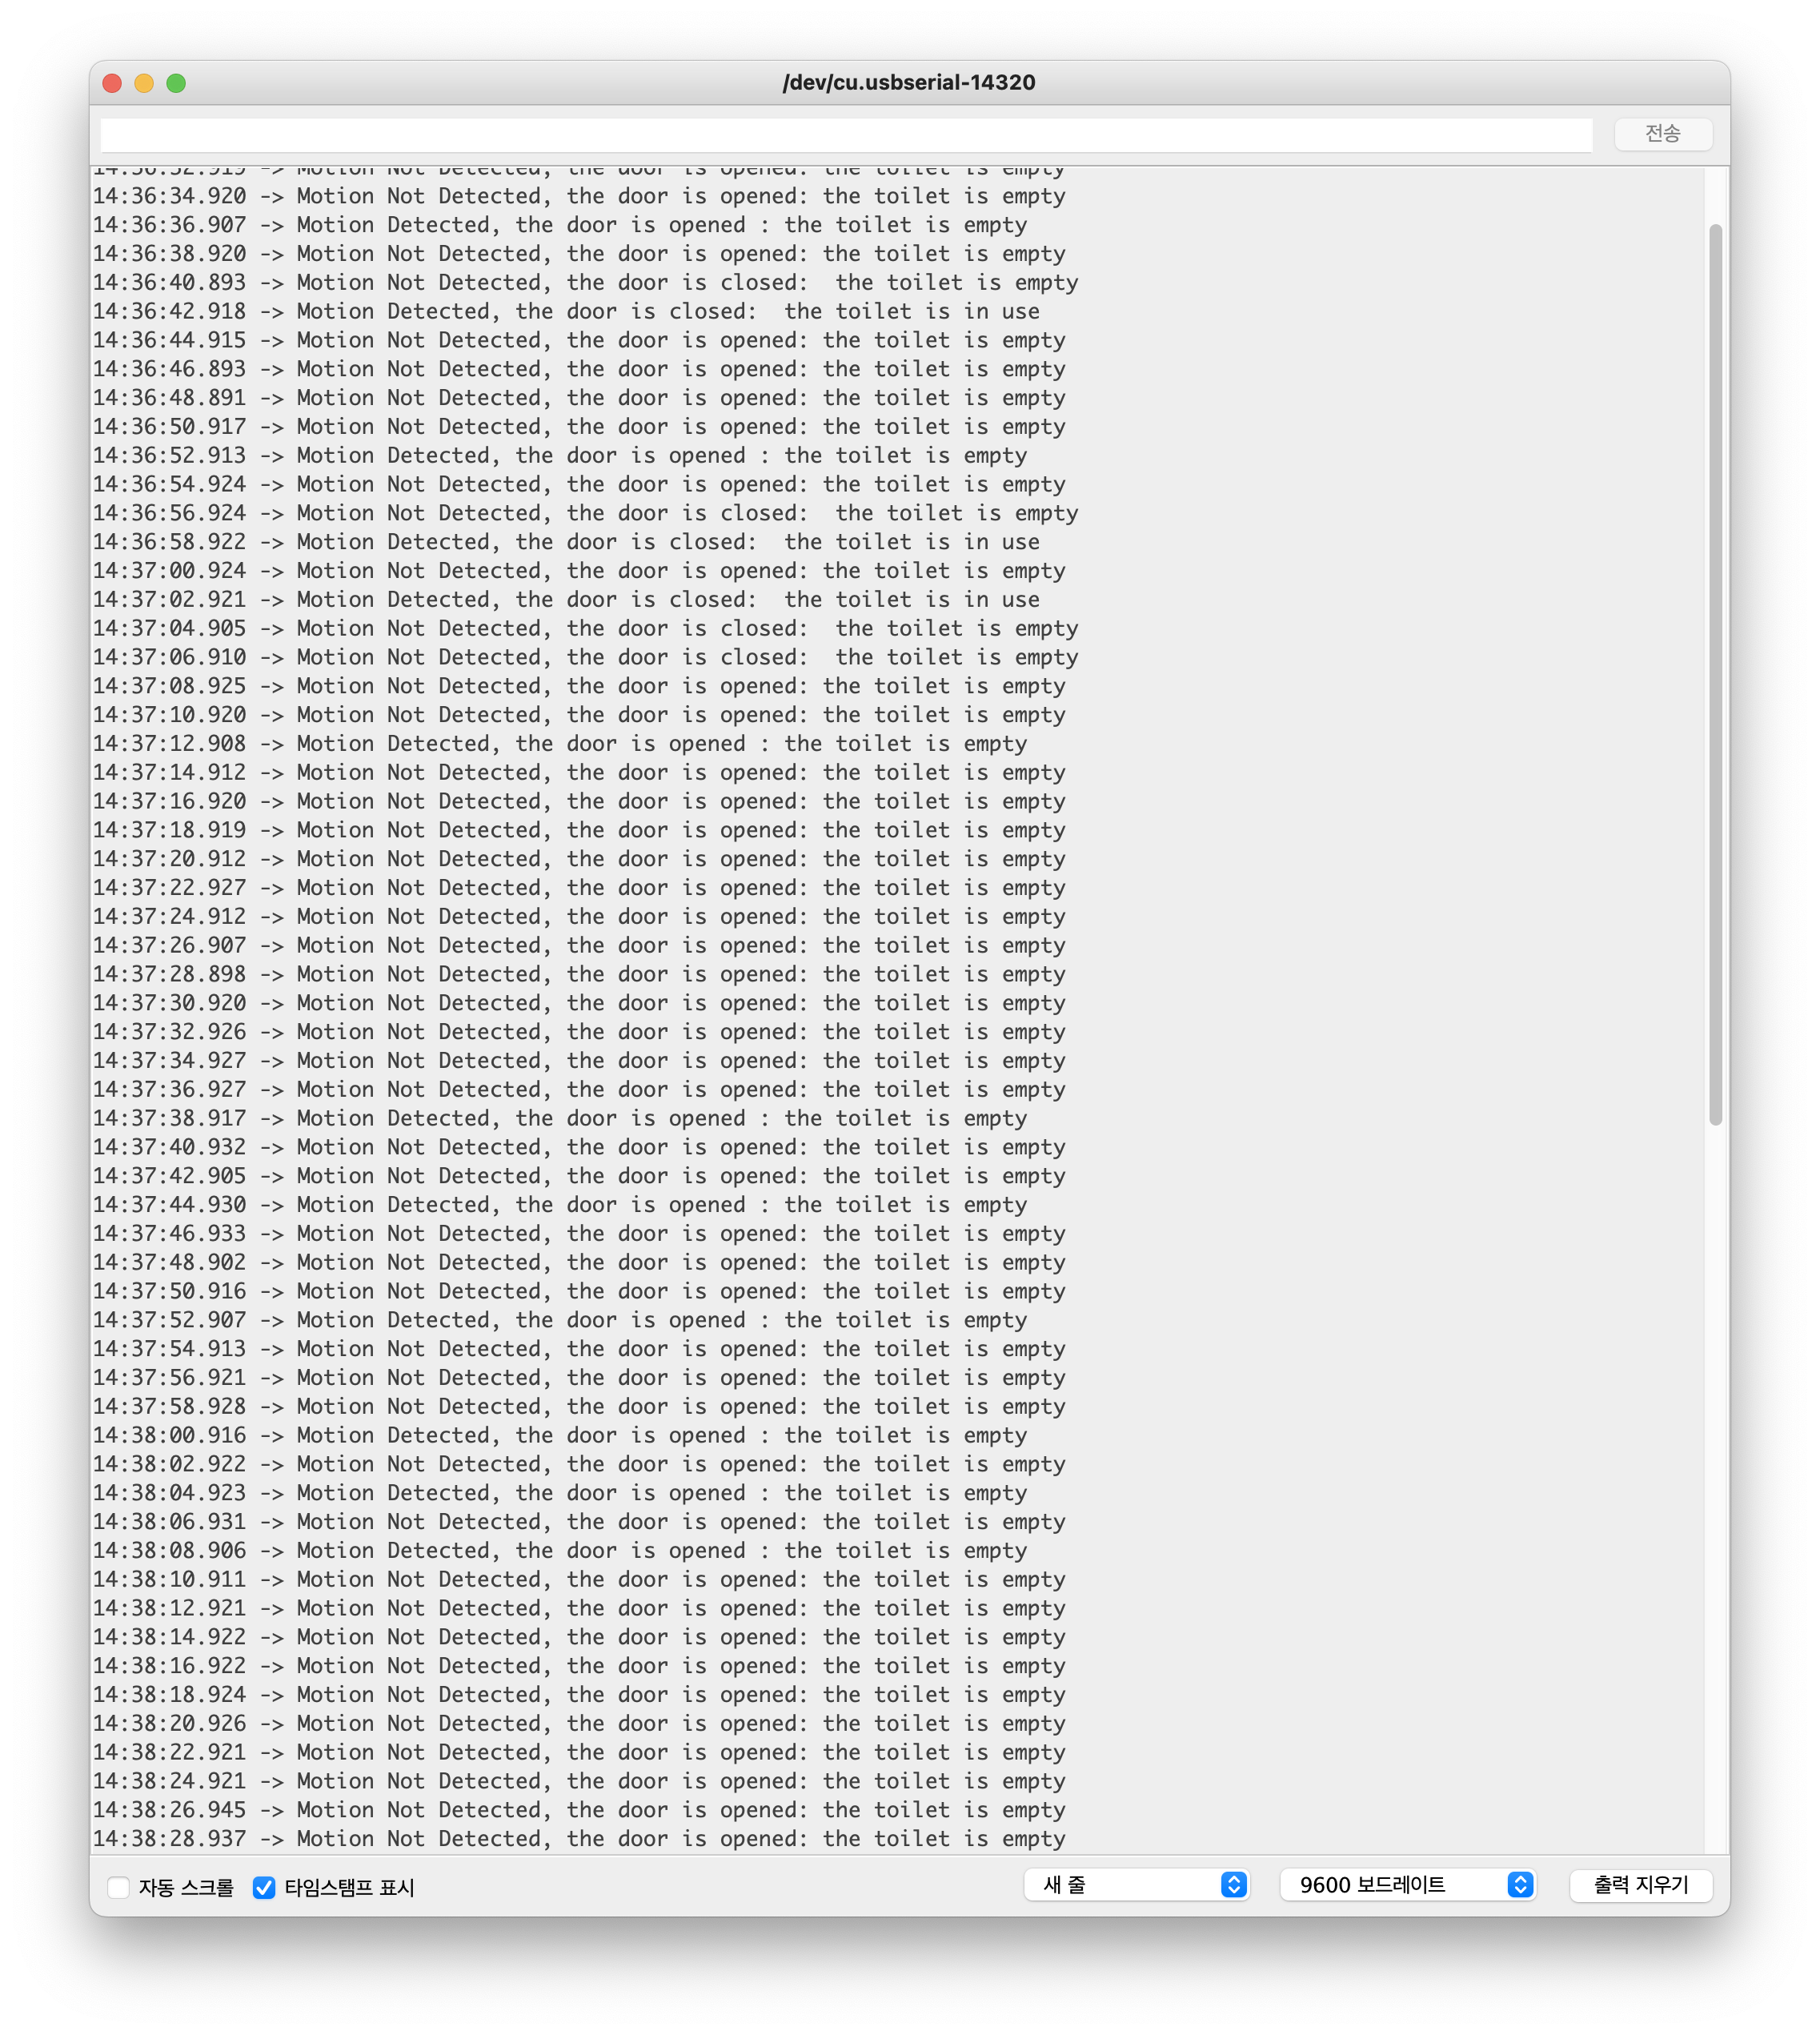 /dev/cu.usbserial-14320
전송
14:36:32.919 -> Motion Not Detected, the door is opened: the toilet is empty
14:36:34.920 -> Motion Not Detected, the door is opened: the toilet is empty
14:36:36.907 -> Motion Detected, the door is opened : the toilet is empty
14:36:38.920 -> Motion Not Detected, the door is opened: the toilet is empty
14:36:40.893 -> Motion Not Detected, the door is closed:  the toilet is empty
14:36:42.918 -> Motion Detected, the door is closed:  the toilet is in use
14:36:44.915 -> Motion Not Detected, the door is opened: the toilet is empty
14:36:46.893 -> Motion Not Detected, the door is opened: the toilet is empty
14:36:48.891 -> Motion Not Detected, the door is opened: the toilet is empty
14:36:50.917 -> Motion Not Detected, the door is opened: the toilet is empty
14:36:52.913 -> Motion Detected, the door is opened : the toilet is empty
14:36:54.924 -> Motion Not Detected, the door is opened: the toilet is empty
14:36:56.924 -> Motion Not Detected, the door is closed:  the toilet is empty
14:36:58.922 -> Motion Detected, the door is closed:  the toilet is in use
14:37:00.924 -> Motion Not Detected, the door is opened: the toilet is empty
14:37:02.921 -> Motion Detected, the door is closed:  the toilet is in use
14:37:04.905 -> Motion Not Detected, the door is closed:  the toilet is empty
14:37:06.910 -> Motion Not Detected, the door is closed:  the toilet is empty
14:37:08.925 -> Motion Not Detected, the door is opened: the toilet is empty
14:37:10.920 -> Motion Not Detected, the door is opened: the toilet is empty
14:37:12.908 -> Motion Detected, the door is opened : the toilet is empty
14:37:14.912 -> Motion Not Detected, the door is opened: the toilet is empty
14:37:16.920 -> Motion Not Detected, the door is opened: the toilet is empty
14:37:18.919 -> Motion Not Detected, the door is opened: the toilet is empty
14:37:20.912 -> Motion Not Detected, the door is opened: the toilet is empty
14:37:22.927 -> Motion Not Detected, the door is opened: the toilet is empty
14:37:24.912 -> Motion Not Detected, the door is opened: the toilet is empty
14:37:26.907 -> Motion Not Detected, the door is opened: the toilet is empty
14:37:28.898 -> Motion Not Detected, the door is opened: the toilet is empty
14:37:30.920 -> Motion Not Detected, the door is opened: the toilet is empty
14:37:32.926 -> Motion Not Detected, the door is opened: the toilet is empty
14:37:34.927 -> Motion Not Detected, the door is opened: the toilet is empty
14:37:36.927 -> Motion Not Detected, the door is opened: the toilet is empty
14:37:38.917 -> Motion Detected, the door is opened : the toilet is empty
14:37:40.932 -> Motion Not Detected, the door is opened: the toilet is empty
14:37:42.905 -> Motion Not Detected, the door is opened: the toilet is empty
14:37:44.930 -> Motion Detected, the door is opened : the toilet is empty
14:37:46.933 -> Motion Not Detected, the door is opened: the toilet is empty
14:37:48.902 -> Motion Not Detected, the door is opened: the toilet is empty
14:37:50.916 -> Motion Not Detected, the door is opened: the toilet is empty
14:37:52.907 -> Motion Detected, the door is opened : the toilet is empty
14:37:54.913 -> Motion Not Detected, the door is opened: the toilet is empty
14:37:56.921 -> Motion Not Detected, the door is opened: the toilet is empty
14:37:58.928 -> Motion Not Detected, the door is opened: the toilet is empty
14:38:00.916 -> Motion Detected, the door is opened : the toilet is empty
14:38:02.922 -> Motion Not Detected, the door is opened: the toilet is empty
14:38:04.923 -> Motion Detected, the door is opened : the toilet is empty
14:38:06.931 -> Motion Not Detected, the door is opened: the toilet is empty
14:38:08.906 -> Motion Detected, the door is opened : the toilet is empty
14:38:10.911 -> Motion Not Detected, the door is opened: the toilet is empty
14:38:12.921 -> Motion Not Detected, the door is opened: the toilet is empty
14:38:14.922 -> Motion Not Detected, the door is opened: the toilet is empty
14:38:16.922 -> Motion Not Detected, the door is opened: the toilet is empty
14:38:18.924 -> Motion Not Detected, the door is opened: the toilet is empty
14:38:20.926 -> Motion Not Detected, the door is opened: the toilet is empty
14:38:22.921 -> Motion Not Detected, the door is opened: the toilet is empty
14:38:24.921 -> Motion Not Detected, the door is opened: the toilet is empty
14:38:26.945 -> Motion Not Detected, the door is opened: the toilet is empty
14:38:28.937 -> Motion Not Detected, the door is opened: the toilet is empty
자동 스크롤 타임스탬프 표시 새 줄 9600 보드레이트 출력 지우기